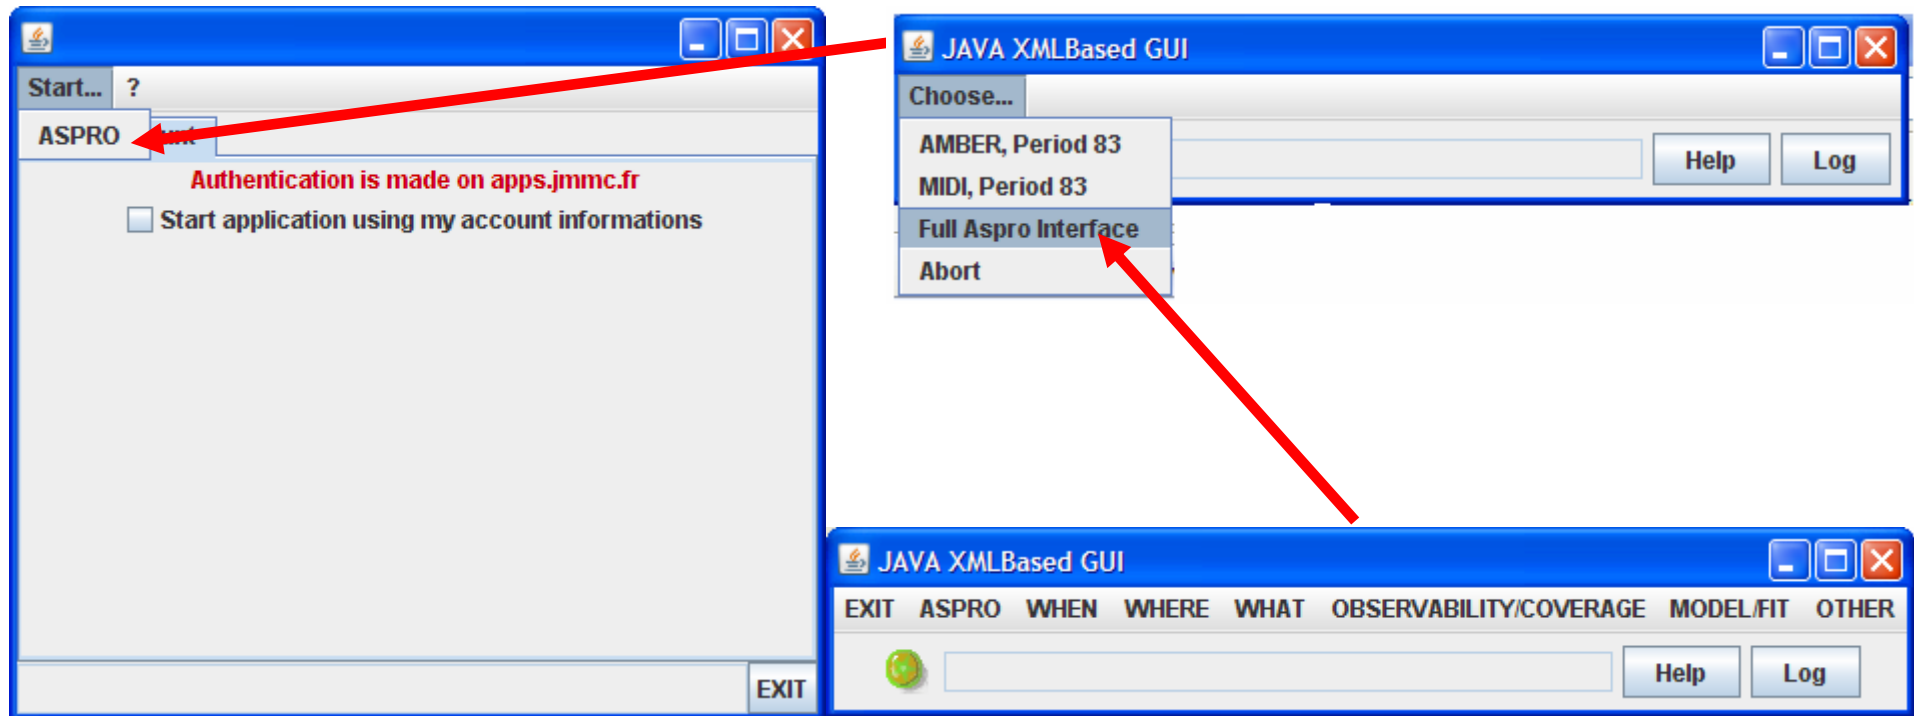 Start... ?
ASPRO
Authentication is made on apps.jmmc.fr
Start application using my account informations
EXIT
JAVA XMLBased GUI
Choose...
AMBER, Period 83
MIDI, Period 83
Full Aspro Interface
Abort
Help Log
JAVA XMLBased GUI
EXIT ASPRO WHEN WHERE WHAT OBSERVABILITY/COVERAGE MODEL/FIT OTHER
Help Log